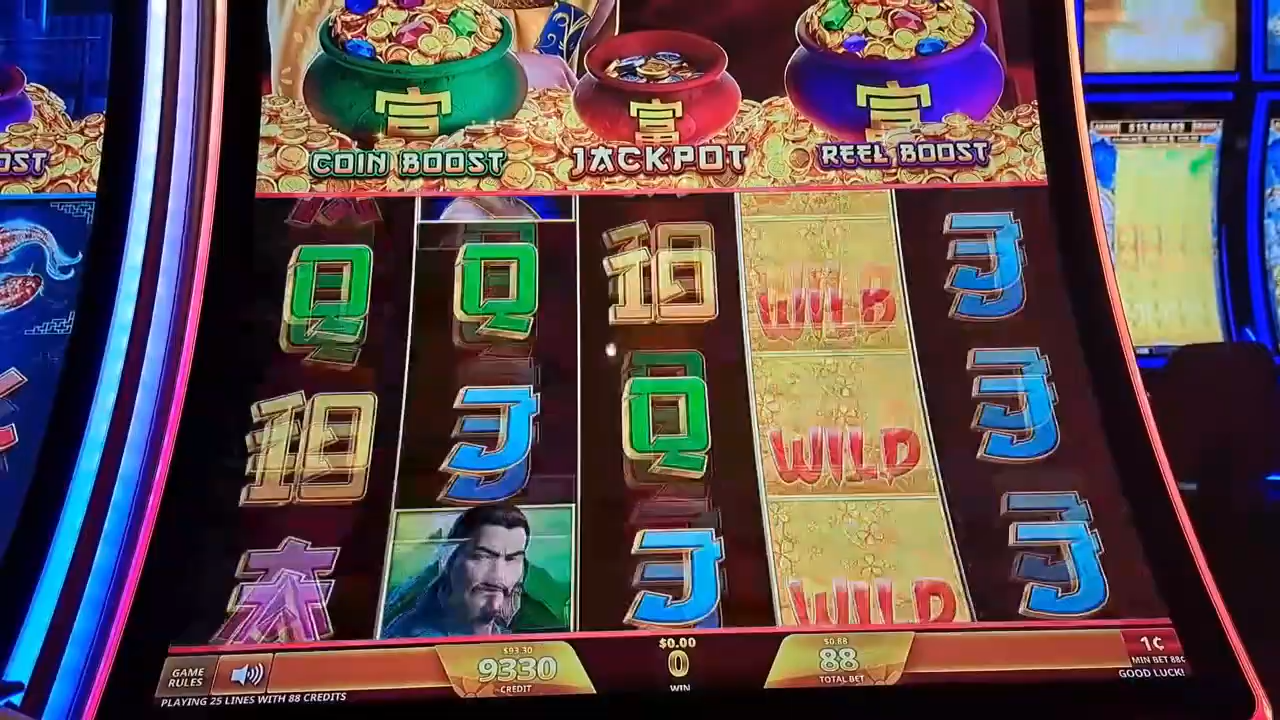 富 富 富
OST
COIN BOOST JACKPOT REEL BOOST
Q Q 10 WILD J
10 J Q WILD J
A J WILD J
$93.30 $0.00 $0.88 1¢
GAME RULES 9330 0 88 MIN BET 88¢
CREDIT WIN TOTAL BET GOOD LUCK!
PLAYING 25 LINES WITH 88 CREDITS